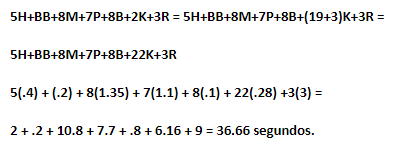 5H+BB+8M+7P+8B+2K+3R = 5H+BB+8M+7P+8B+(19+3)K+3R =
5H+BB+8M+7P+8B+22K+3R
5(.4) + (.2) + 8(1.35) + 7(1.1) + 8(.1) + 22(.28) +3(3) =
2 + .2 + 10.8 + 7.7 + .8 + 6.16 + 9 = 36.66 segundos.